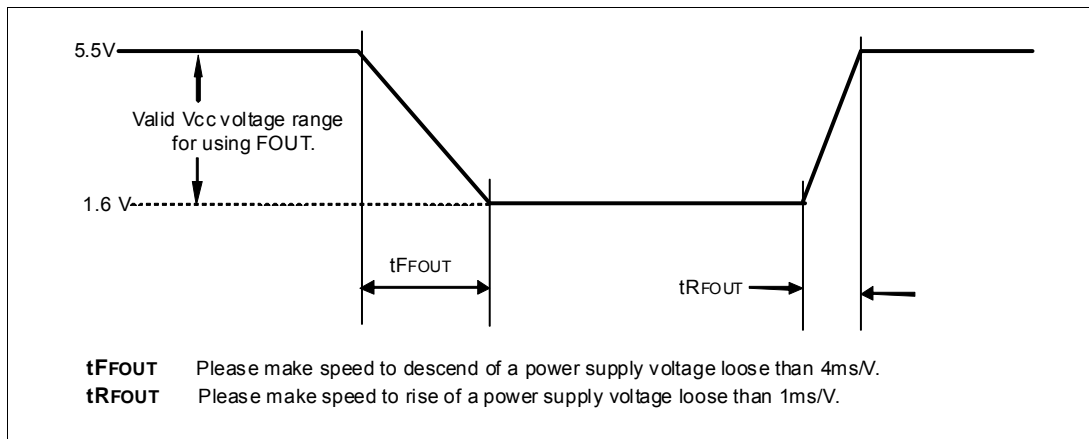 5.5V
Valid Vcc voltage range
for using FOUT.
1.6 V
tFFOUT
tRFOUT
tFFOUT Please make speed to descend of a power supply voltage loose than 4ms/V.
tRFOUT Please make speed to rise of a power supply voltage loose than 1ms/V.